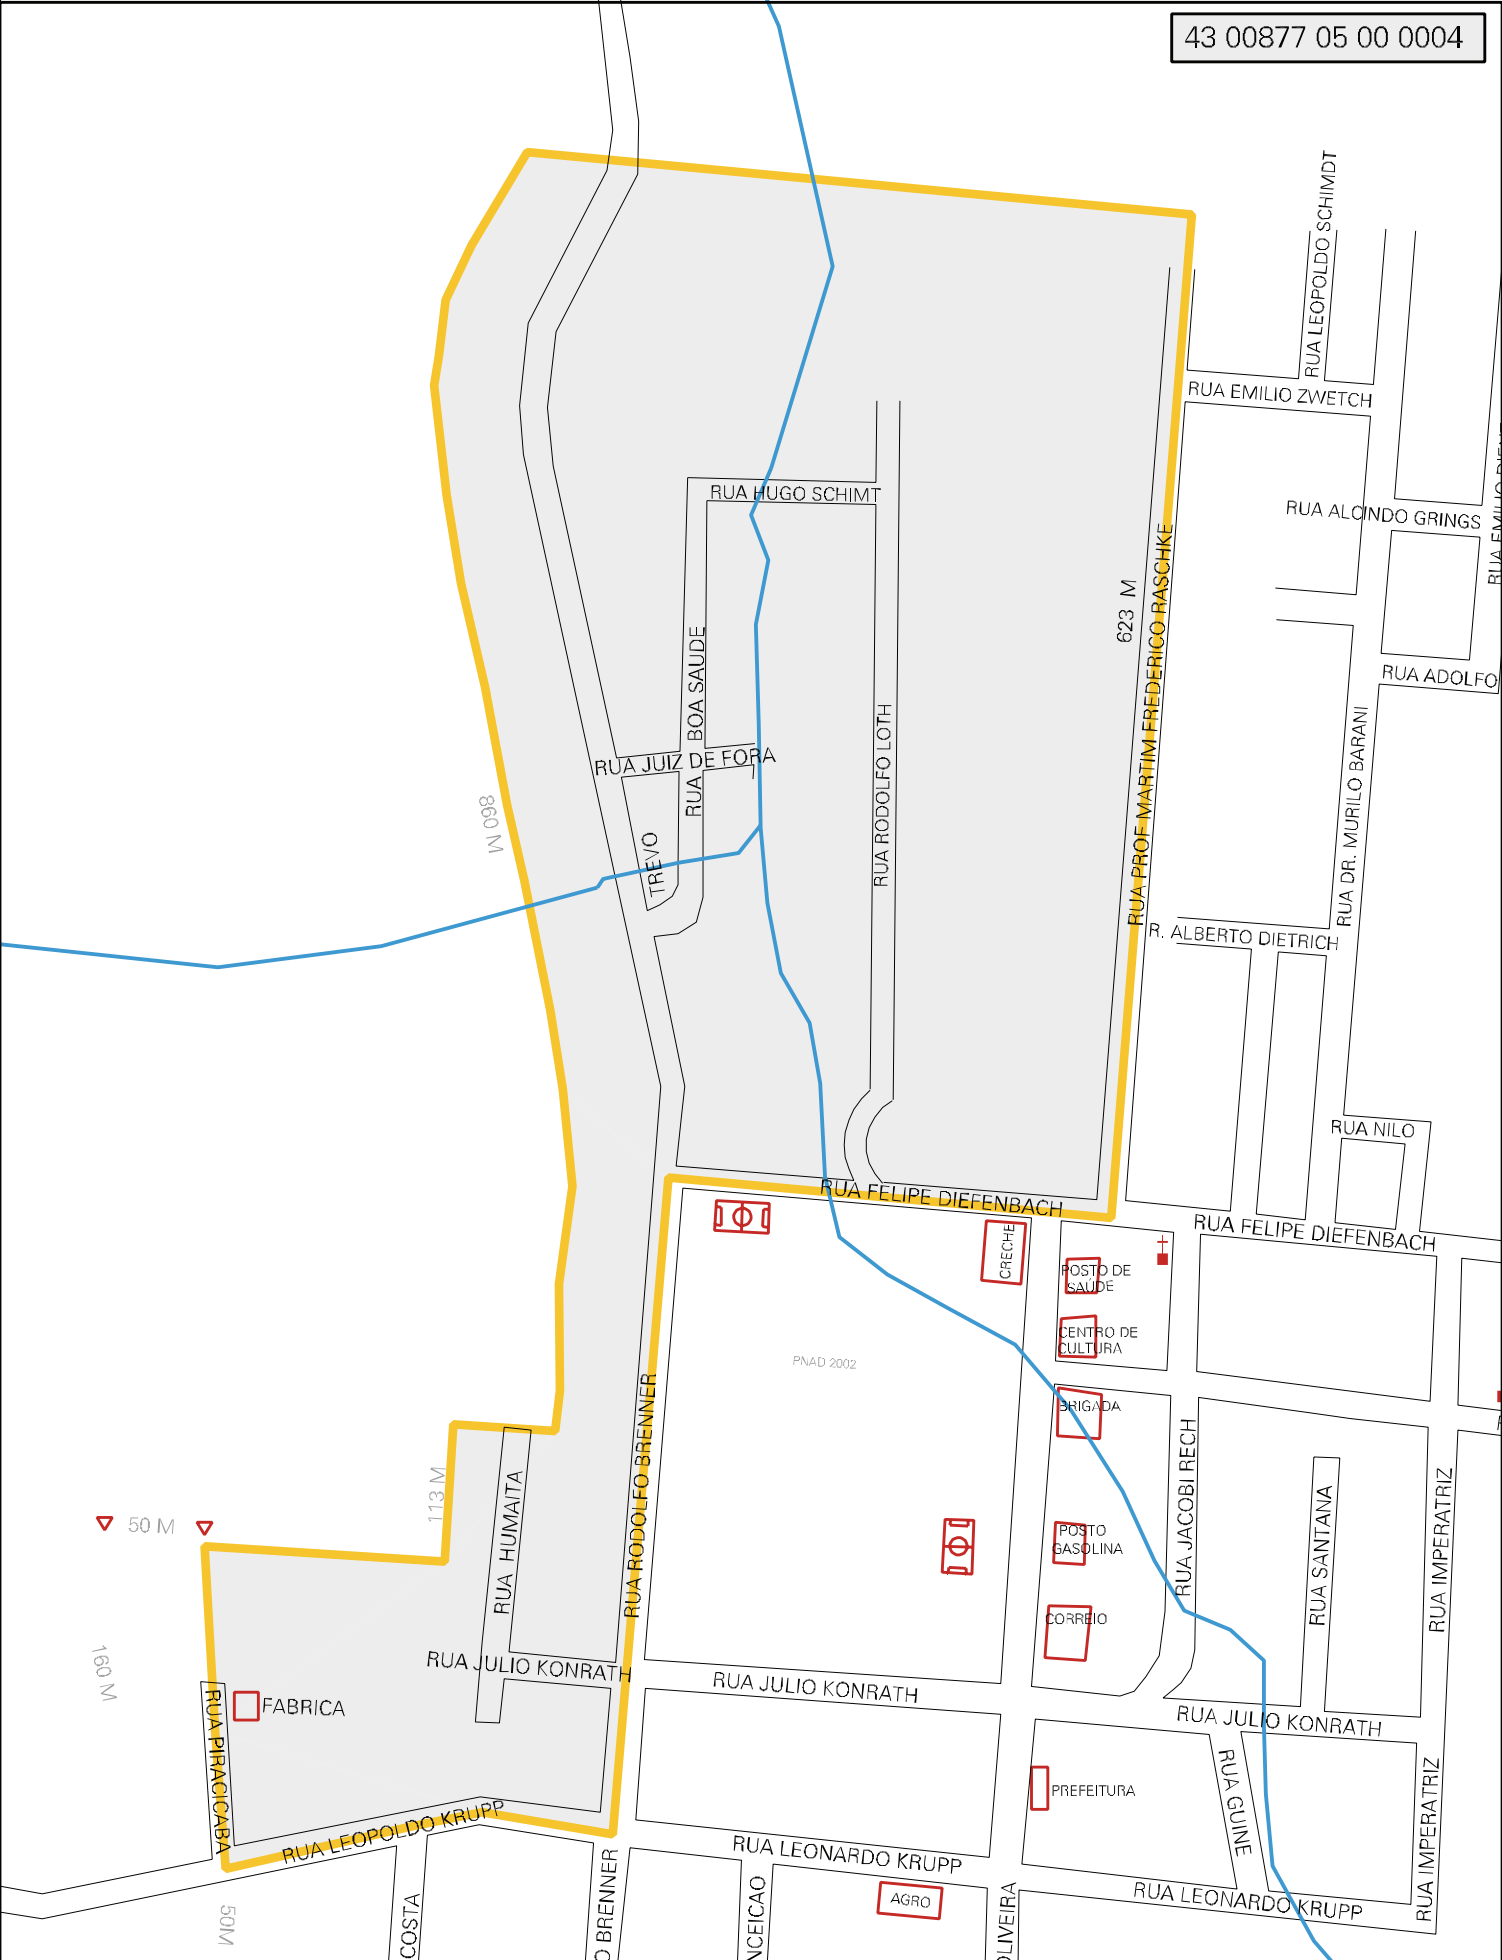 43 00877 05 00 0004
RUA LEOPOLDO SCHIMDT
RUA EMILIO ZWETCH
RUA HUGO SCHIMT
RUA ALCINDO GRINGS
RUA EMILIO
623 M
RUA PROF MARTIM FREDERICO RASCHKE
RUA BOA SAUDE
RUA ADOLFO
RUA JUIZ DE FORA
RUA RODOLFO LOTH
RUA DR. MURILO BARANI
860 M
TREVO
R. ALBERTO DIETRICH
RUA NILO
RUA FELIPE DIEFENBACH
RUA FELIPE DIEFENBACH
CRECHE
POSTO DE
SAÚDE
CENTRO DE
CULTURA
PNAD 2002
BRIGADA
RUA RODOLFO BRENNER
RUA JACOBI RECH
113 M
RUA HUMAITA
50 M
POSTO
GASOLINA
RUA SANTANA
RUA IMPERATRIZ
CORREIO
160 M
RUA JULIO KONRATH
RUA JULIO KONRATH
RUA JULIO KONRATH
FABRICA
RUA PIRACICABA
RUA GUINE
PREFEITURA
RUA IMPERATRIZ
RUA LEOPOLDO KRUPP
RUA LEONARDO KRUPP
RUA LEONARDO KRUPP
AGRO
50M
COSTA
O BRENNER
NCEICAO
OLIVEIRA